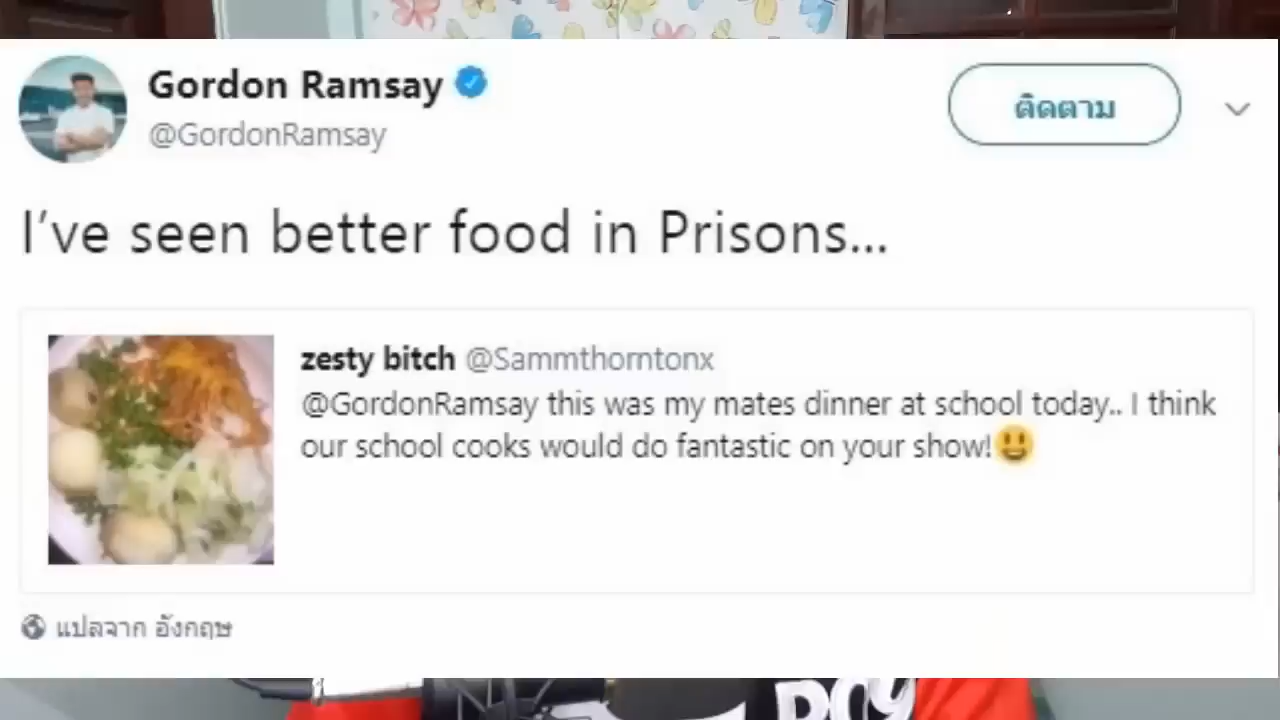 Gordon Ramsay
@GordonRamsay
ติดตาม
I've seen better food in Prisons...
zesty bitch @Sammthorntonx
@GordonRamsay this was my mates dinner at school today.. I think
our school cooks would do fantastic on your show!😃
แปลจาก อังกฤษ